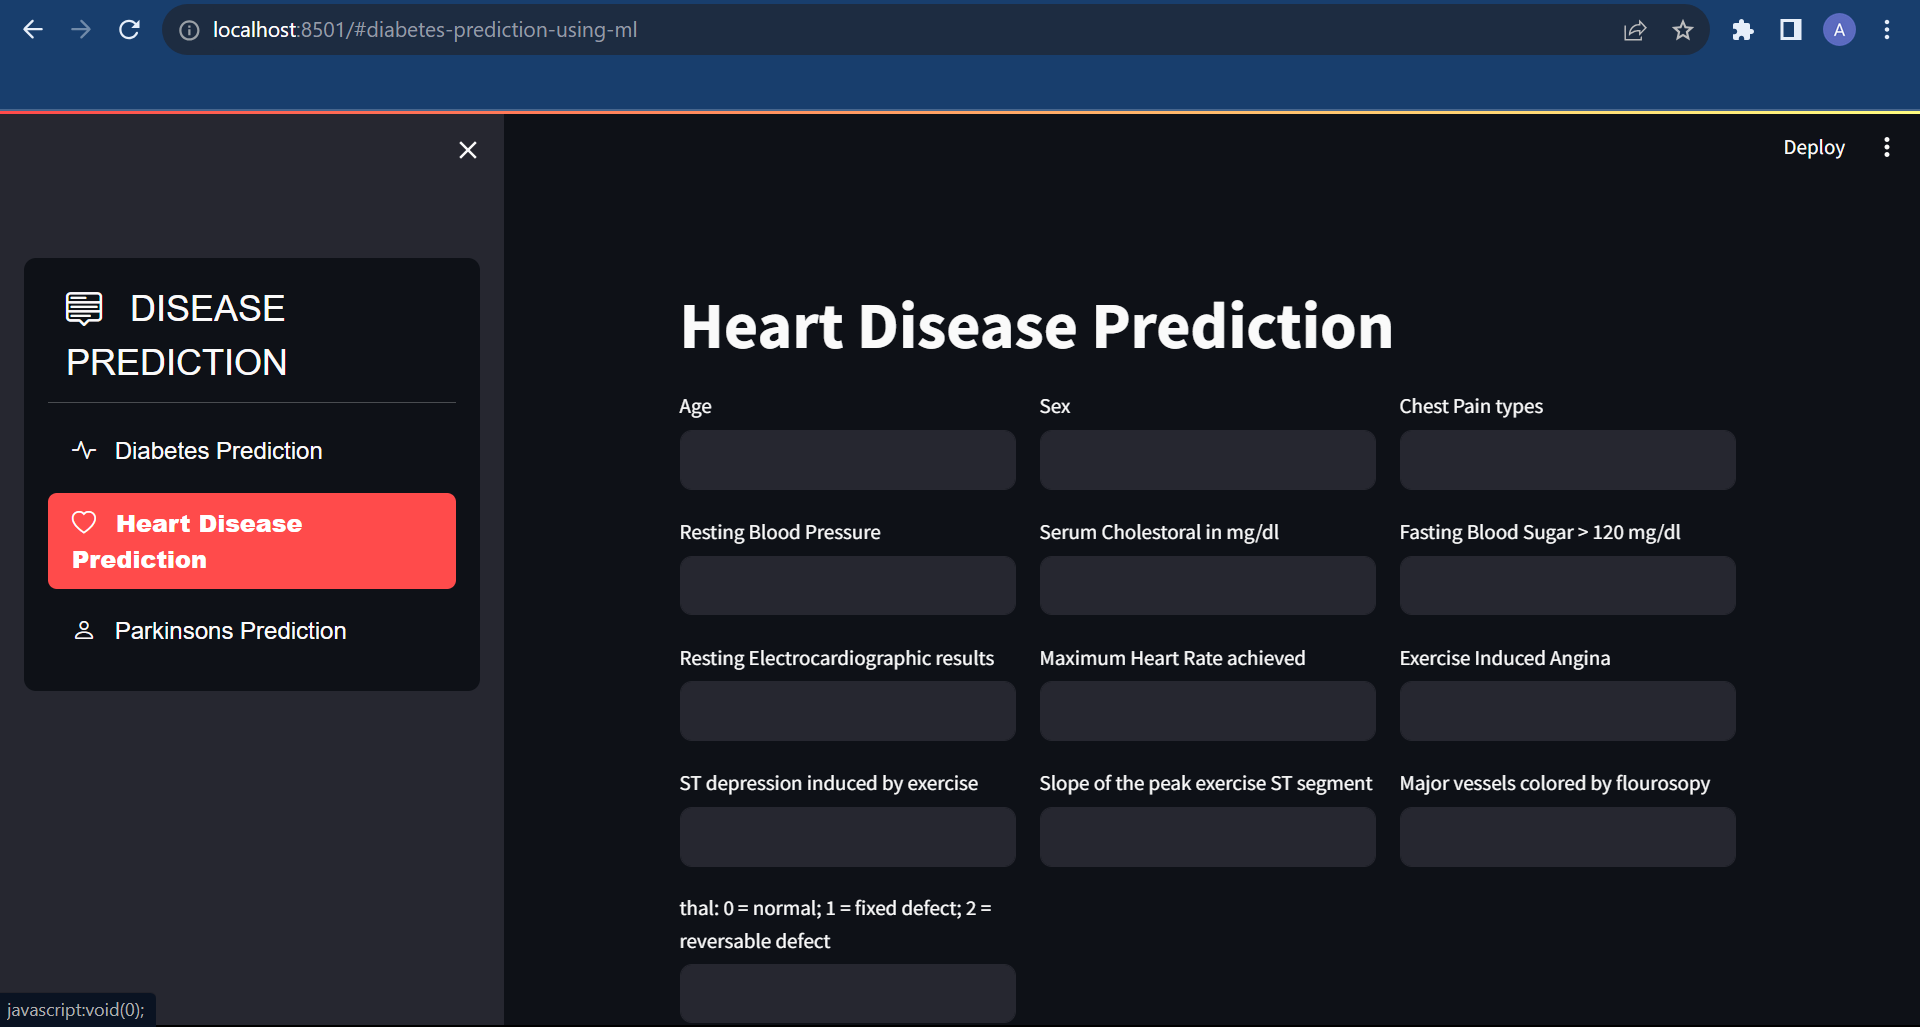 localhost:8501/#diabetes-prediction-using-ml
A
Deploy
DISEASE
PREDICTION
Diabetes Prediction
Heart Disease
Prediction
Parkinsons Prediction
Heart Disease Prediction
Age
Sex
Chest Pain types
Resting Blood Pressure
Serum Cholestoral in mg/dl
Fasting Blood Sugar > 120 mg/dl
Resting Electrocardiographic results
Maximum Heart Rate achieved
Exercise Induced Angina
ST depression induced by exercise
Slope of the peak exercise ST segment
Major vessels colored by flourosopy
thal: 0 = normal; 1 = fixed defect; 2 =
reversable defect
javascript:void(0);